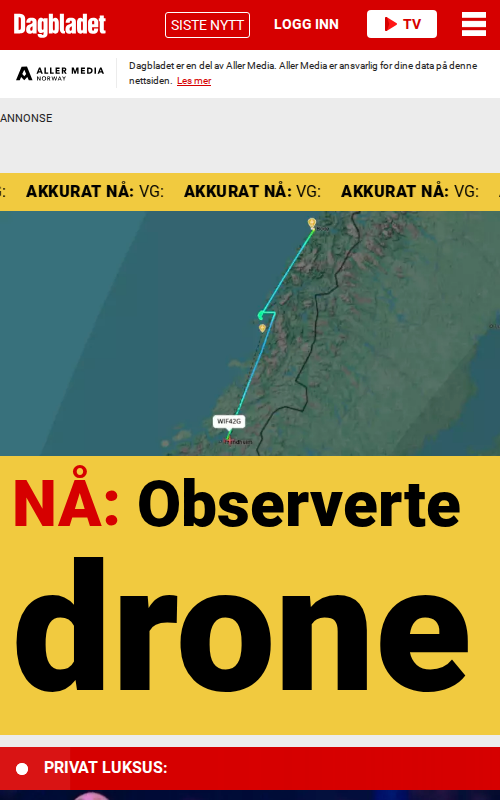 Dagbladet
SISTE NYTT
LOGG INN
TV
ALLER MEDIA
NORWAY
Dagbladet er en del av Aller Media. Aller Media er ansvarlig for dine data på denne
nettsiden. Les mer
ANNONSE
AKKURAT NÅ: VG: AKKURAT NÅ: VG: AKKURAT NÅ: VG:
WIF42G
NÅ: Observerte
drone
PRIVAT LUKSUS: